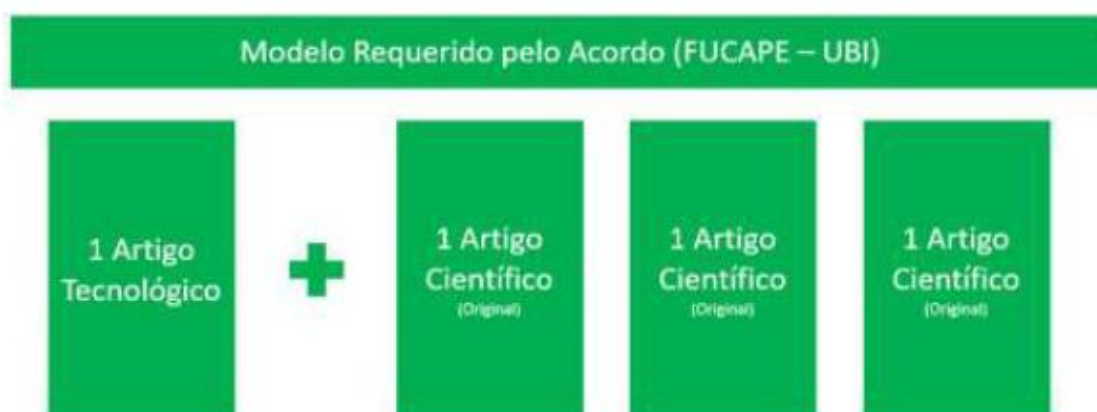 Modelo Requerido pelo Acordo (FUCAPE – UBI)
1 Artigo
Tecnológico
1 Artigo
Científico
(Original)
1 Artigo
Científico
(Original)
1 Artigo
Científico
(Original)